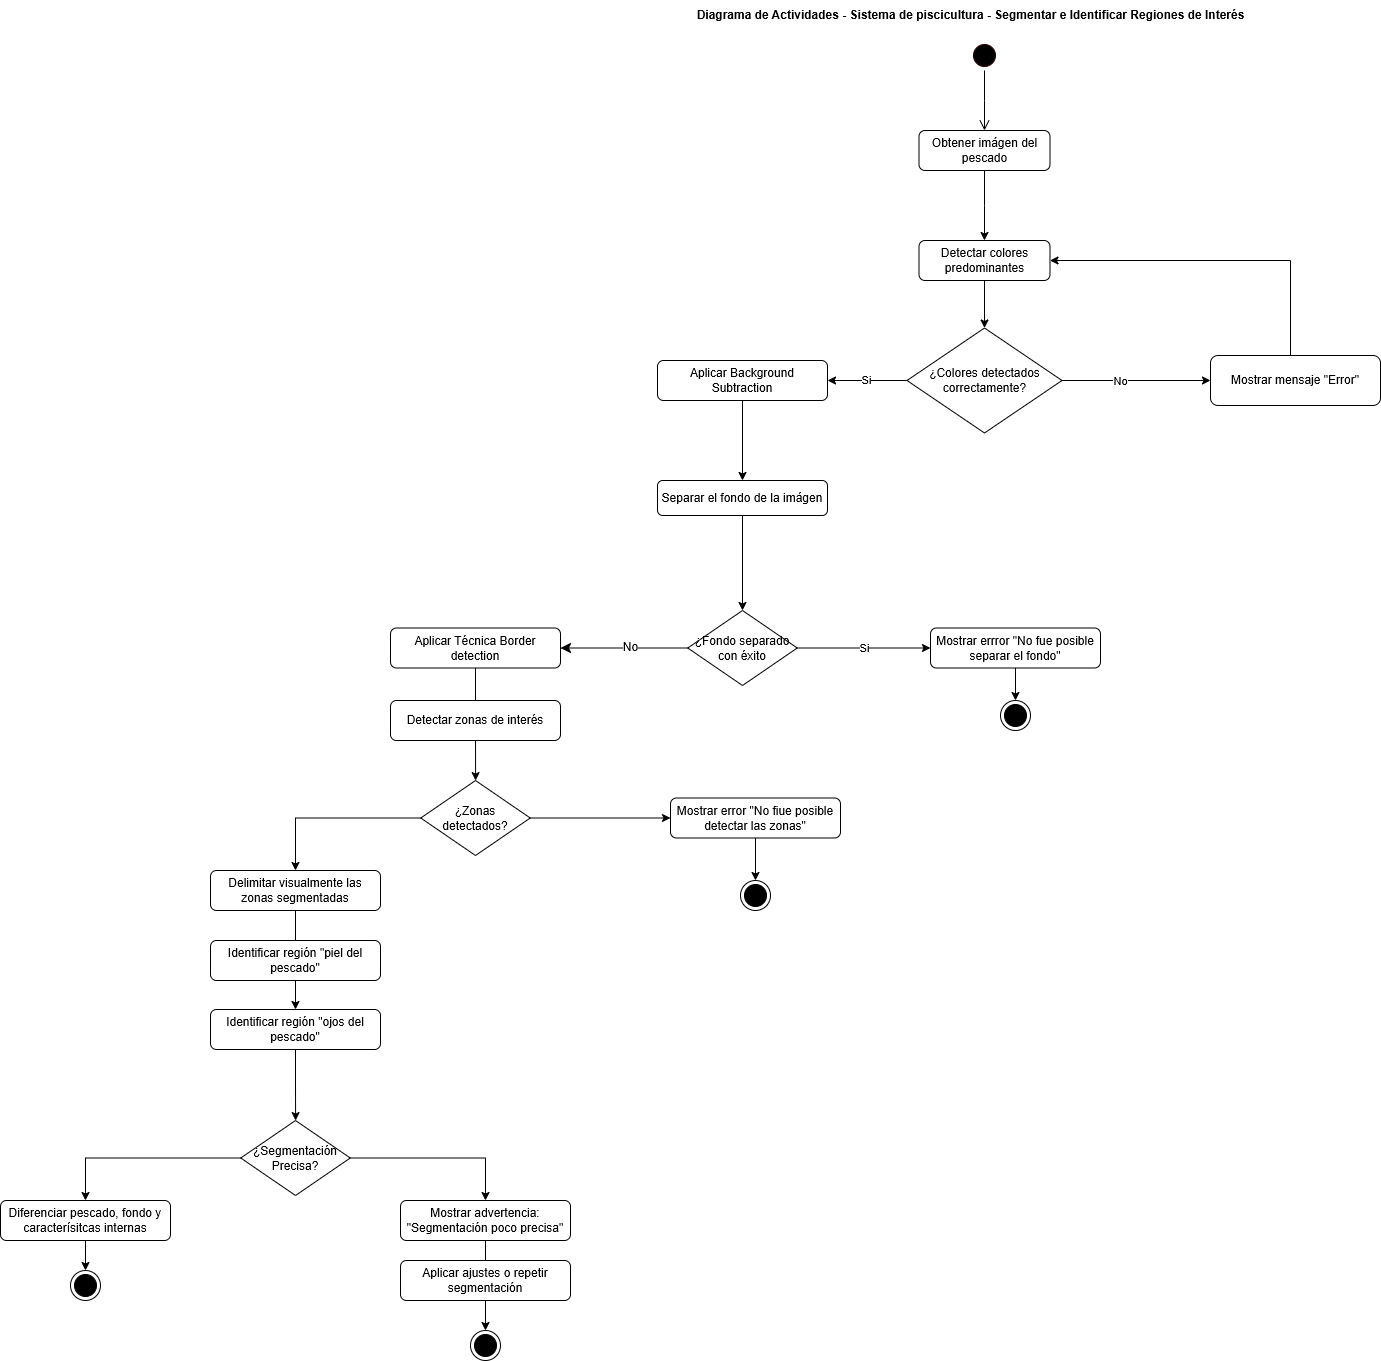 Diagrama de Actividades - Sistema de piscicultura - Segmentar e Identificar Regiones de Interés
Obtener imágen del
pescado
Detectar colores
predominantes
¿Colores detectados
correctamente?
Si
No
Aplicar Background
Subtraction
Mostrar mensaje "Error"
Separar el fondo de la imágen
¿Fondo separado
con éxito
No
Si
Aplicar Técnica Border
detection
Mostrar errror "No fue posible
separar el fondo"
Detectar zonas de interés
¿Zonas
detectados?
Mostrar error "No fiue posible
detectar las zonas"
Delimitar visualmente las
zonas segmentadas
Identificar región "piel del
pescado"
Identificar región "ojos del
pescado"
¿Segmentación
Precisa?
Diferenciar pescado, fondo y
caracterísitcas internas
Mostrar advertencia:
"Segmentación poco precisa"
Aplicar ajustes o repetir
segmentación